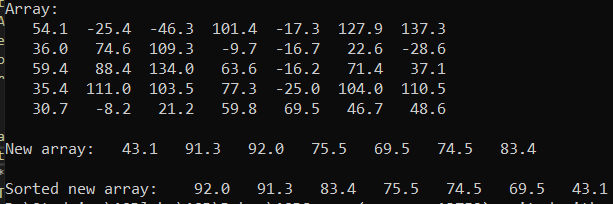 Array:
54.1 -25.4 -46.3 101.4 -17.3 127.9 137.3
36.0 74.6 109.3 -9.7 -16.7 22.6 -28.6
59.4 88.4 134.0 63.6 -16.2 71.4 37.1
35.4 111.0 103.5 77.3 -25.0 104.0 110.5
30.7 -8.2 21.2 59.8 69.5 46.7 48.6
New array: 43.1 91.3 92.0 75.5 69.5 74.5 83.4
Sorted new array: 92.0 91.3 83.4 75.5 74.5 69.5 43.1